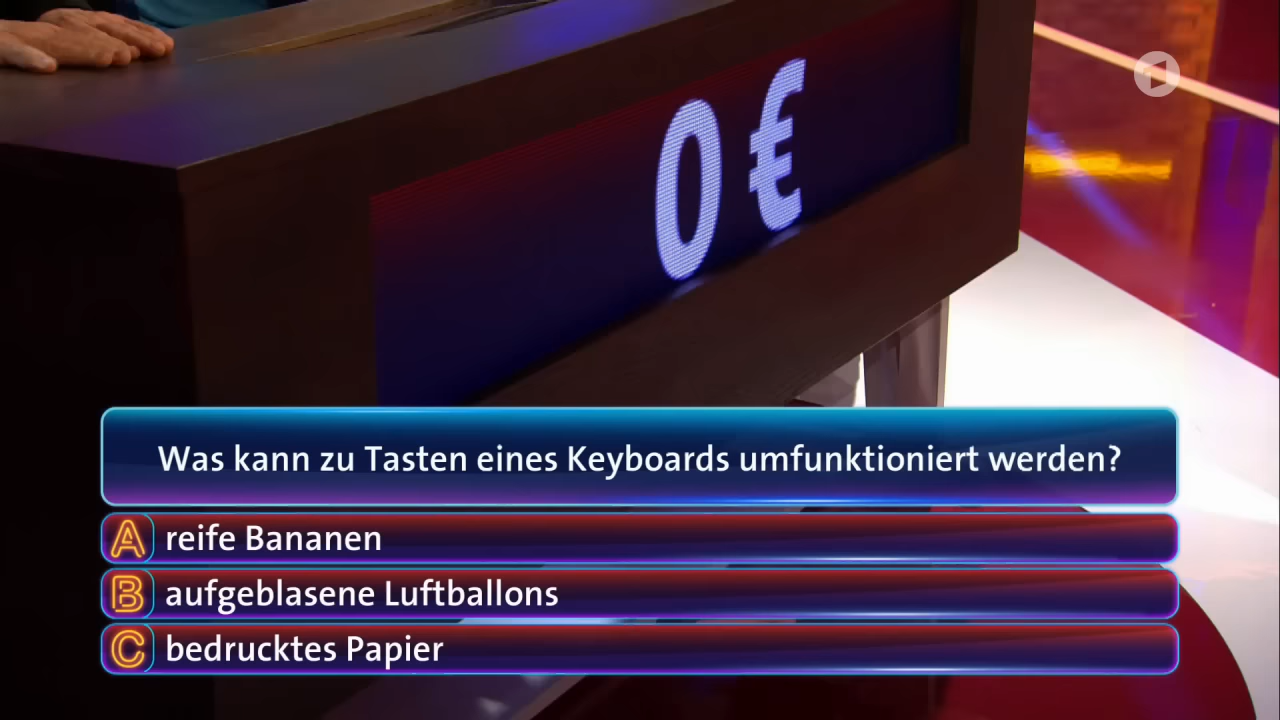 0 €
Was kann zu Tasten eines Keyboards umfunktioniert werden?
A reife Bananen
B aufgeblasene Luftballons
C bedrucktes Papier